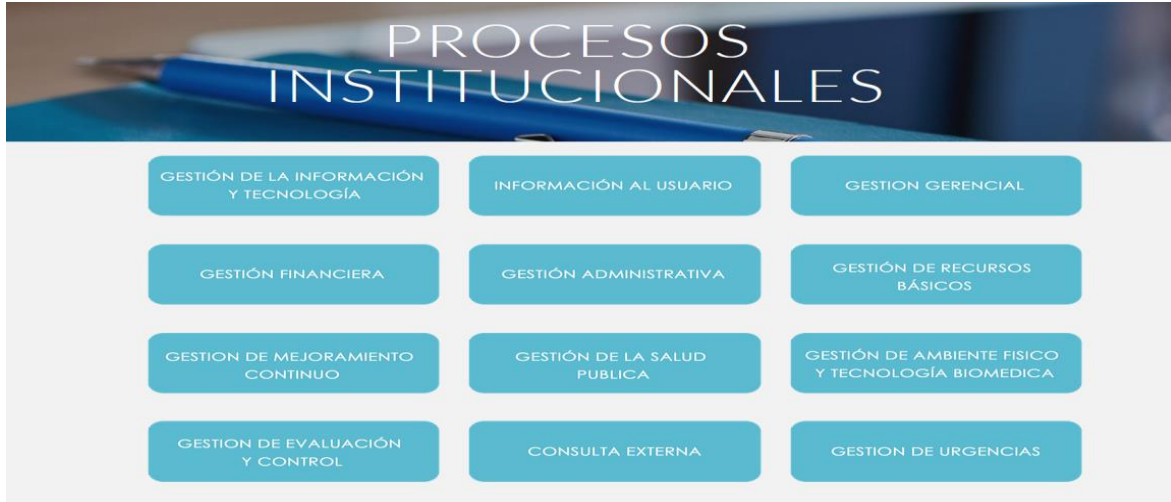 PROCESOS
INSTITUCIONALES
GESTIÓN DE LA INFORMACIÓN
Y TECNOLOGÍA
INFORMACIÓN AL USUARIO
GESTION GERENCIAL
GESTIÓN FINANCIERA
GESTIÓN ADMINISTRATIVA
GESTIÓN DE RECURSOS
BÁSICOS
GESTION DE MEJORAMIENTO
CONTINUO
GESTIÓN DE LA SALUD
PUBLICA
GESTIÓN DE AMBIENTE FISICO
Y TECNOLOGÍA BIOMEDICA
GESTION DE EVALUACIÓN
Y CONTROL
CONSULTA EXTERNA
GESTION DE URGENCIAS